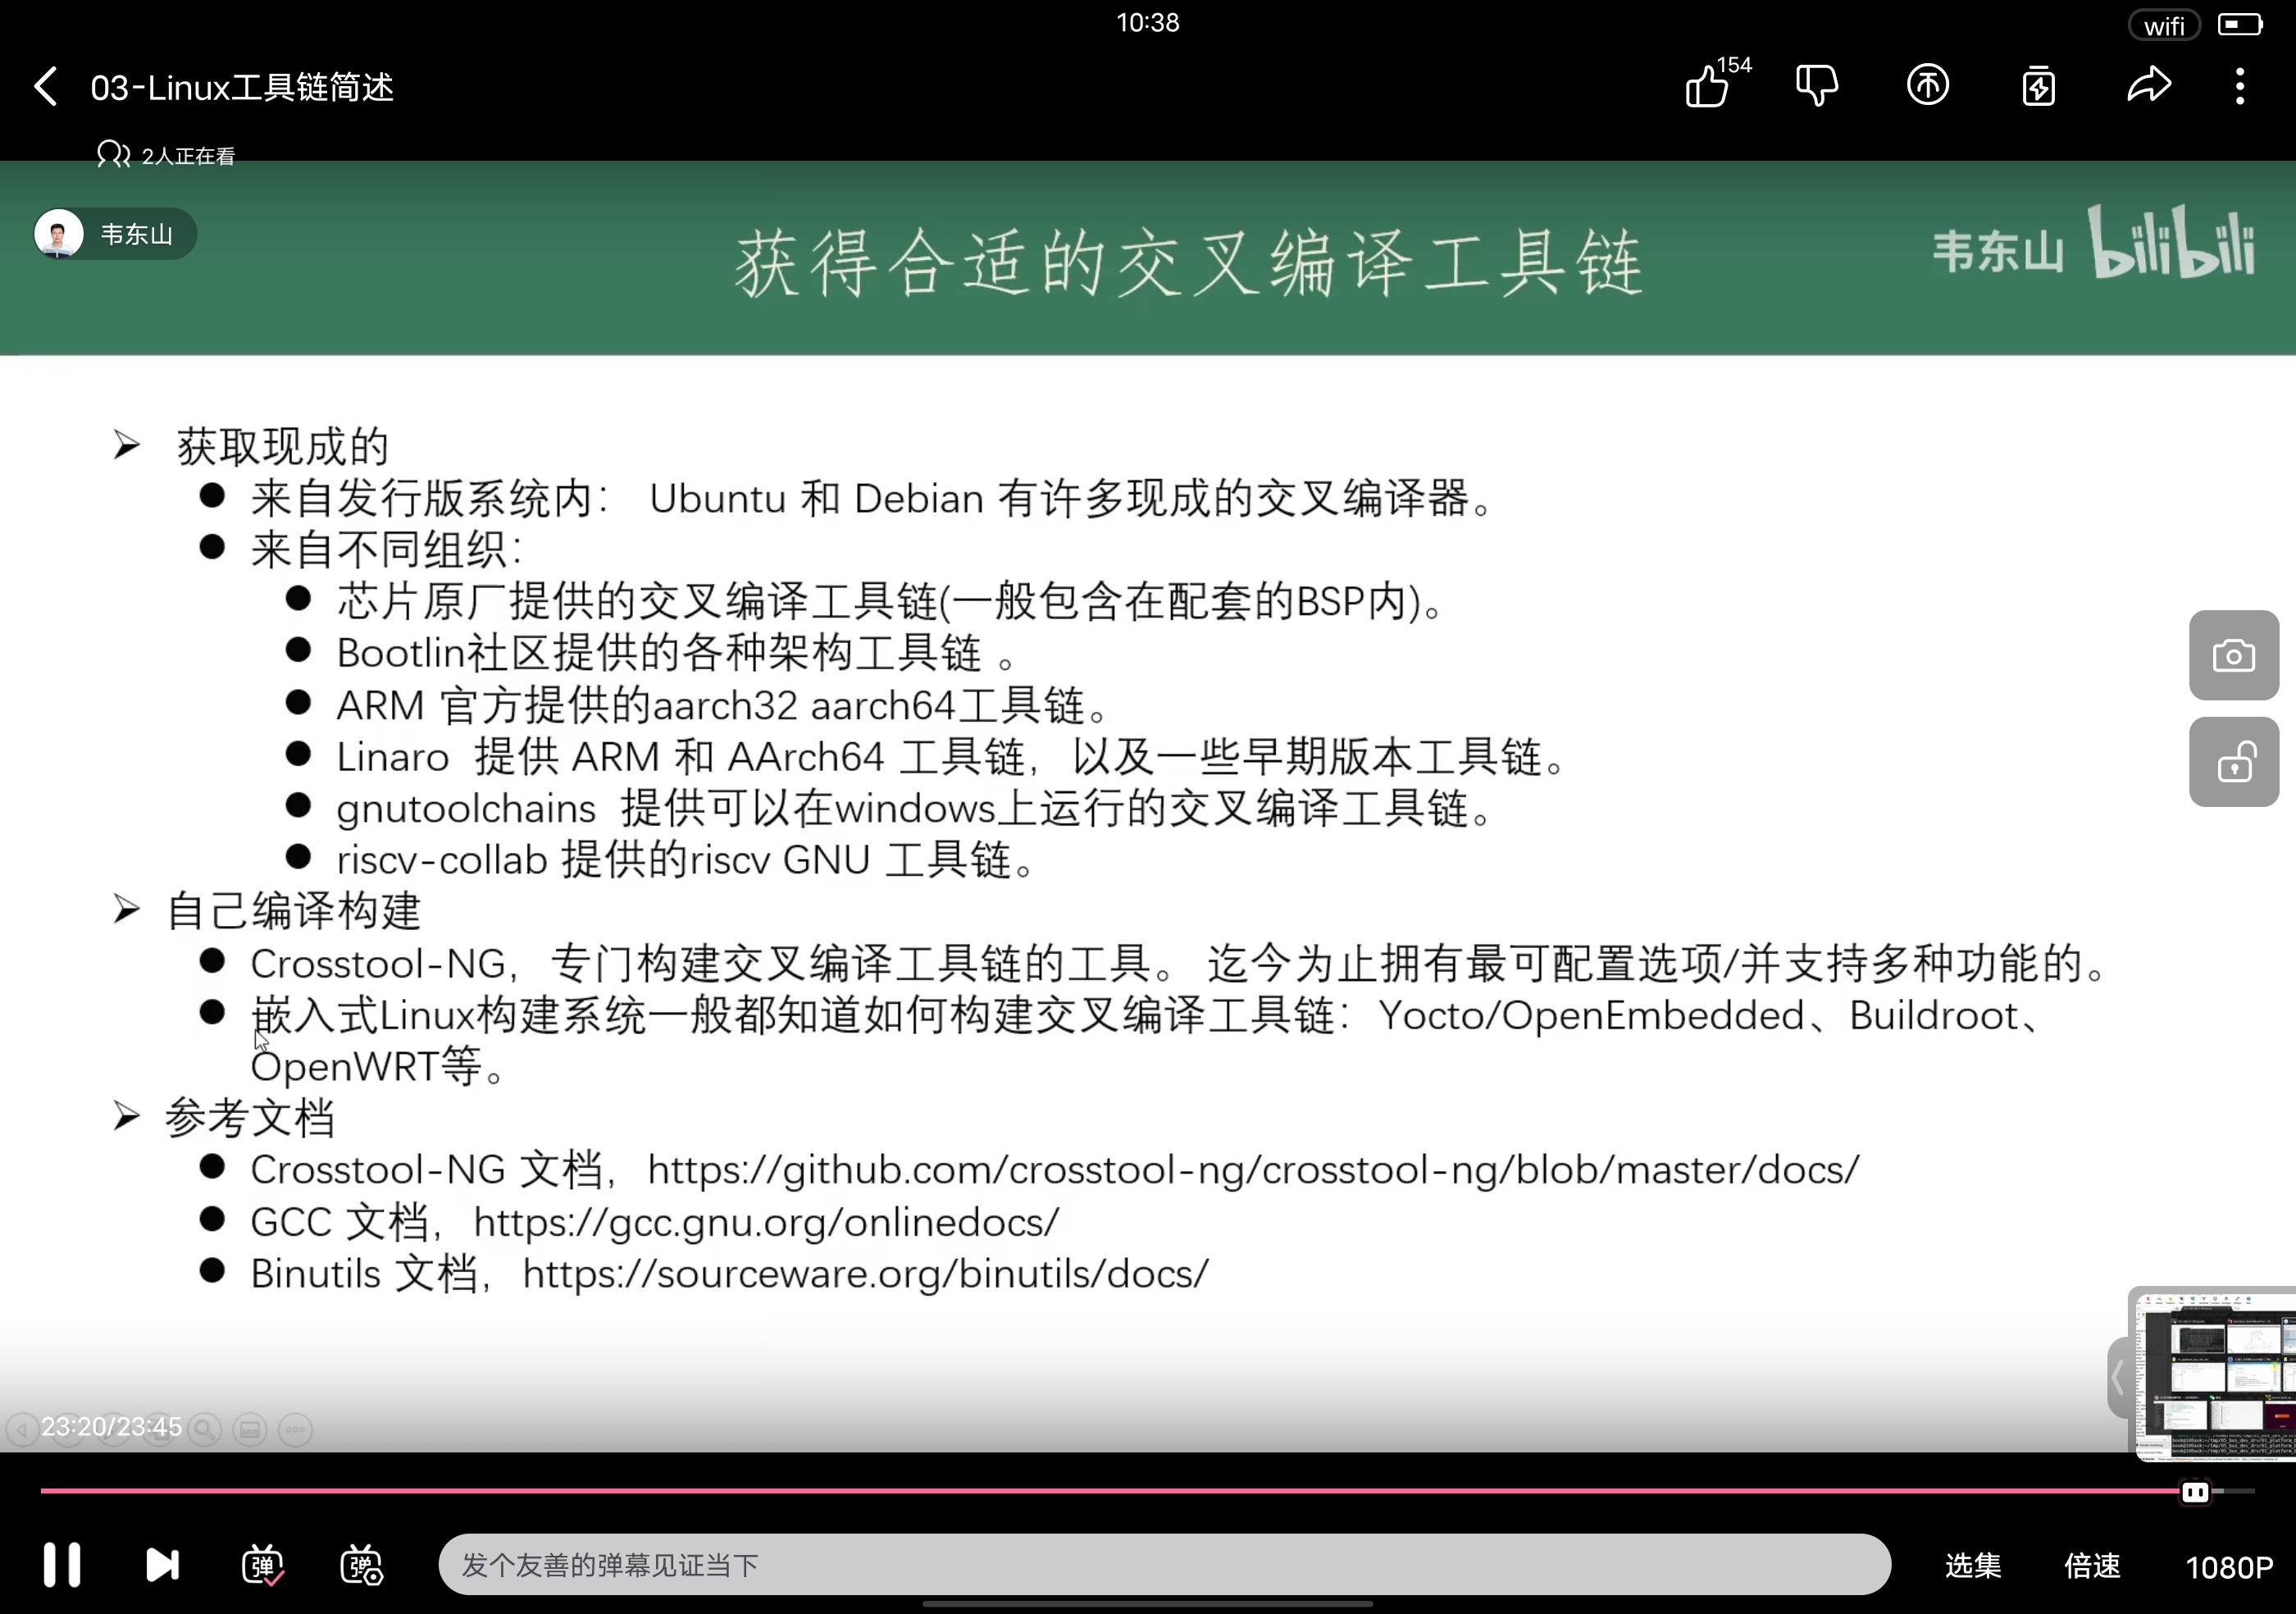 10:38
wifi
03-Linux工具链简述
154
2人正在看
韦东山
获得合适的交叉编译工具链
韦东山 bilibili
获取现成的
来自发行版系统内： Ubuntu 和 Debian 有许多现成的交叉编译器。
来自不同组织：
芯片原厂提供的交叉编译工具链(一般包含在配套的BSP内)。
Bootlin社区提供的各种架构工具链 。
ARM 官方提供的aarch32 aarch64工具链。
Linaro 提供 ARM 和 AArch64 工具链，以及一些早期版本工具链。
gnutoolchains 提供可以在windows上运行的交叉编译工具链。
riscv-collab 提供的riscv GNU 工具链。
自己编译构建
Crosstool-NG，专门构建交叉编译工具链的工具。 迄今为止拥有最可配置选项/并支持多种功能的。
嵌入式Linux构建系统一般都知道如何构建交叉编译工具链：Yocto/OpenEmbedded、Buildroot、
OpenWRT等。
参考文档
Crosstool-NG 文档，https://github.com/crosstool-ng/crosstool-ng/blob/master/docs/
GCC 文档，https://gcc.gnu.org/onlinedocs/
Binutils 文档，https://sourceware.org/binutils/docs/
23:20/23:45
弹
弹
发个友善的弹幕见证当下
选集
倍速
1080P